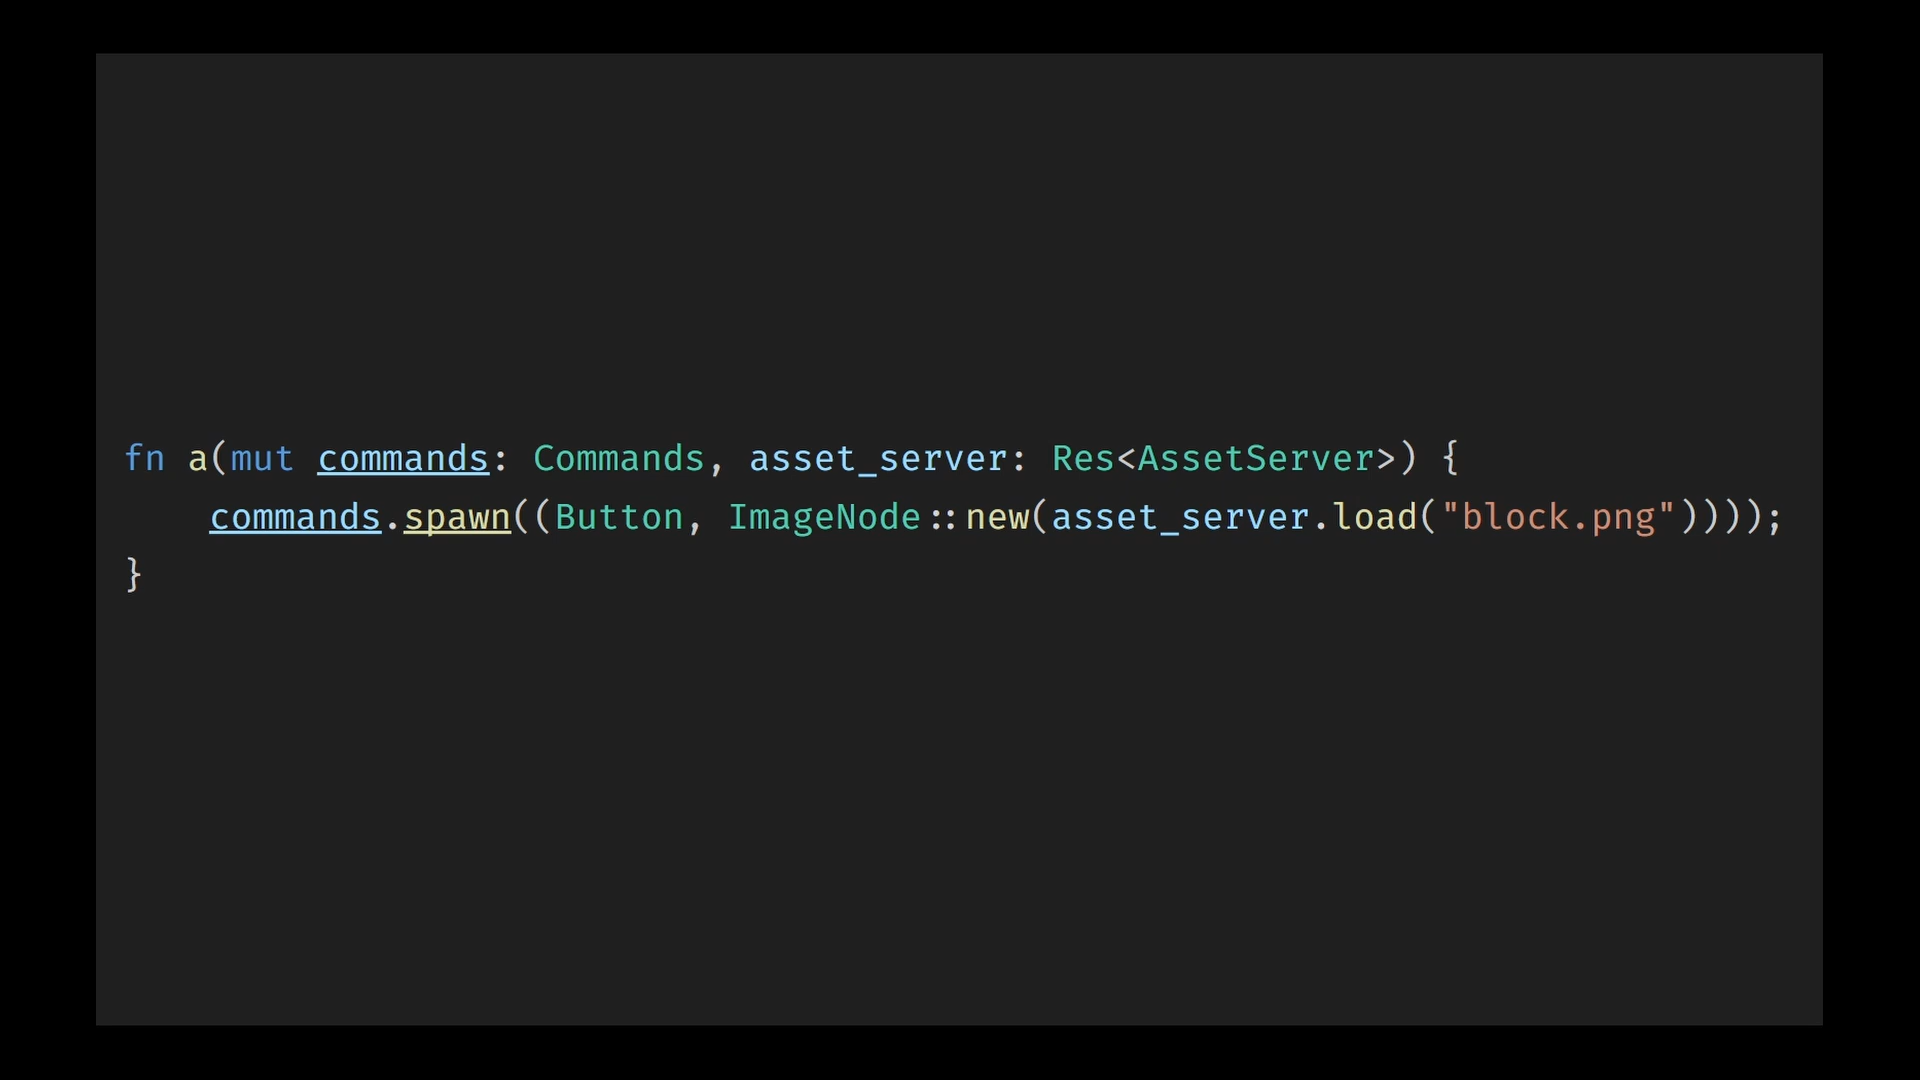 fn a(mut commands: Commands, asset_server: Res<AssetServer>) {
    commands.spawn((Button, ImageNode::new(asset_server.load("block.png"))));
}